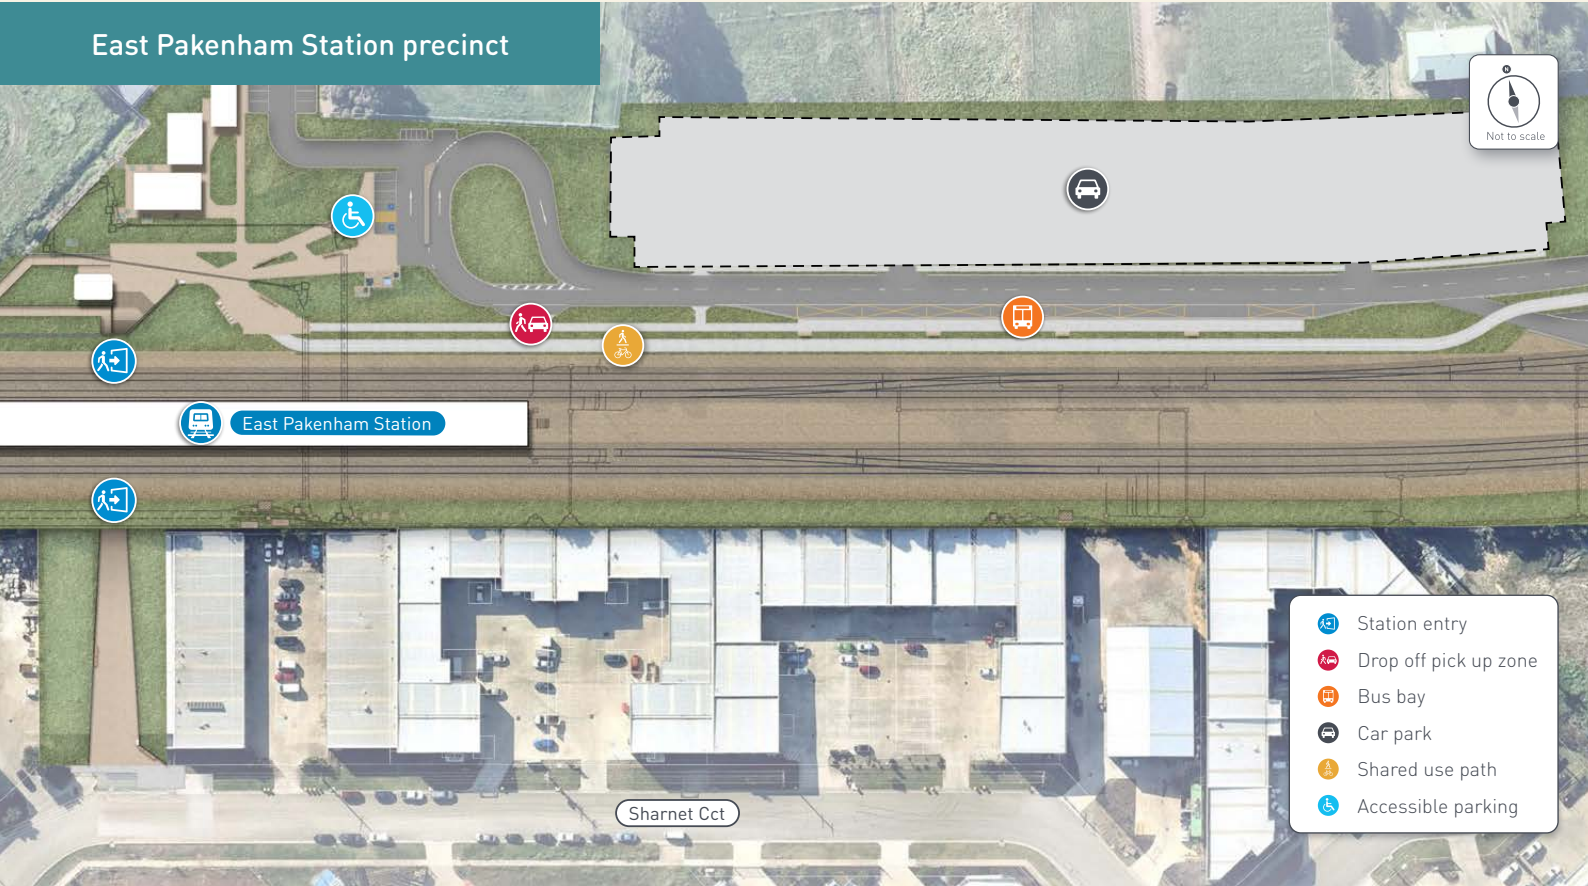 East Pakenham Station precinct
N
Not to scale
East Pakenham Station
Station entry
Drop off pick up zone
Bus bay
Car park
Shared use path
Accessible parking
Sharnet Cct